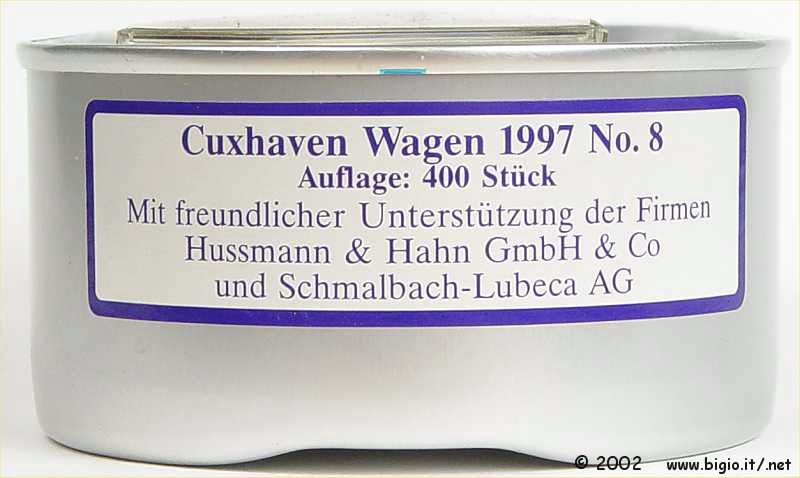 Cuxhaven Wagen 1997 No. 8
Auflage: 400 Stück
Mit freundlicher Unterstützung der Firmen
Hussmann & Hahn GmbH & Co
und Schmalbach-Lubeca AG
© 2002 www.bigio.it/.net